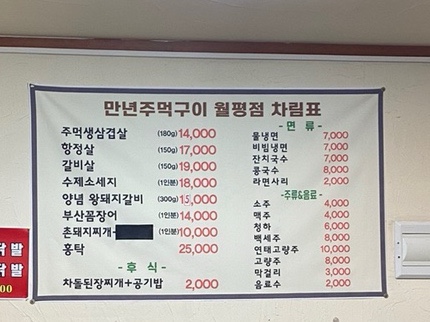 만년주먹구이 월평점 차림표
주먹생삼겹살 (180g) 14,000
항정살 (150g) 17,000
갈비살 (150g) 19,000
수제소세지 (1인분) 18,000
양념 왕돼지갈비 (300g) 15,000
부산꼼장어 (1인분) 14,000
촌돼지찌개- (1인분) 10,000
홍탁 25,000
- 후 식 -
차돌된장찌개+공기밥 2,000
- 면 류 -
물냉면 7,000
비빔냉면 7,000
잔치국수 7,000
콩국수 8,000
라면사리 2,000
-주류&음료-
소주 4,000
맥주 4,000
청하 6,000
백세주 8,000
연태고량주 10,000
고량주 8,000
막걸리 3,000
음료수 2,000
발
발
00